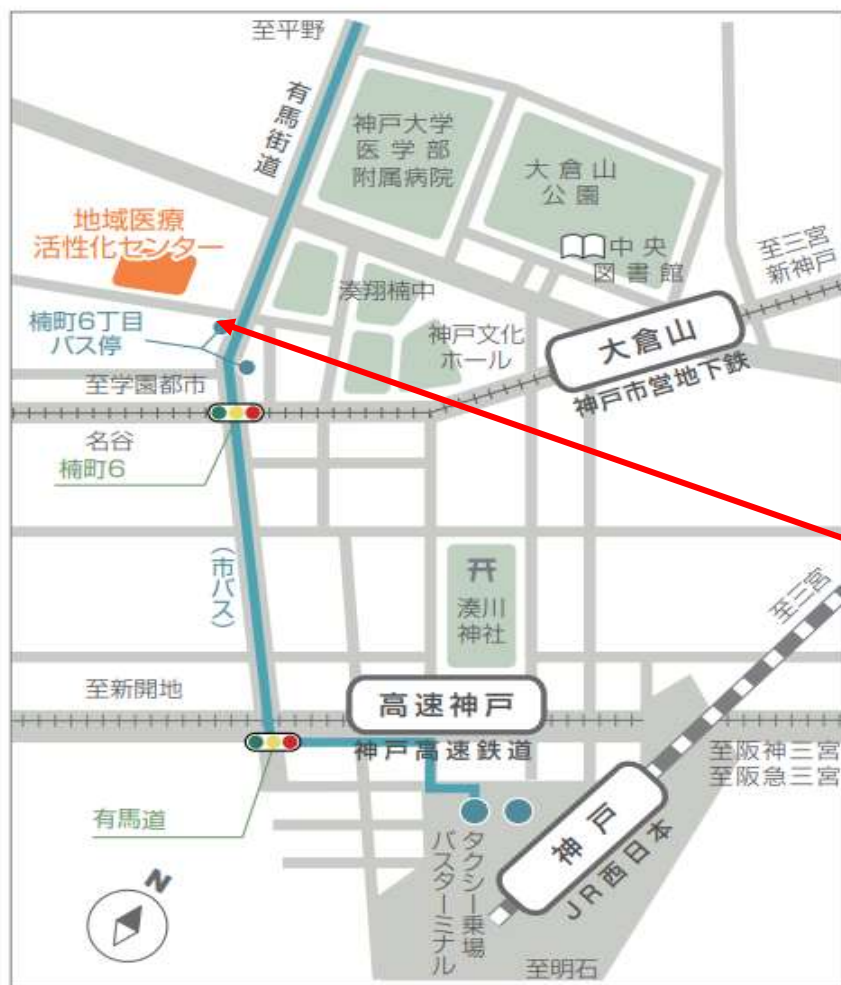 至平野
有馬街道
神戸大学
医学部
附属病院
大倉山
公園
地域医療
活性化センター
中央
図書館
至三宮
新神戸
湊翔楠中
楠町6丁目
バス停
神戸文化
ホール
大倉山
神戸市営地下鉄
至学園都市
名谷
楠町6
(市バス)
湊川
神社
至三宮
至新開地
高速神戸
神戸高速鉄道
至阪神三宮
至阪急三宮
有馬道
神戸
JR西日本
タクシー乗場
バスターミナル
N
至明石